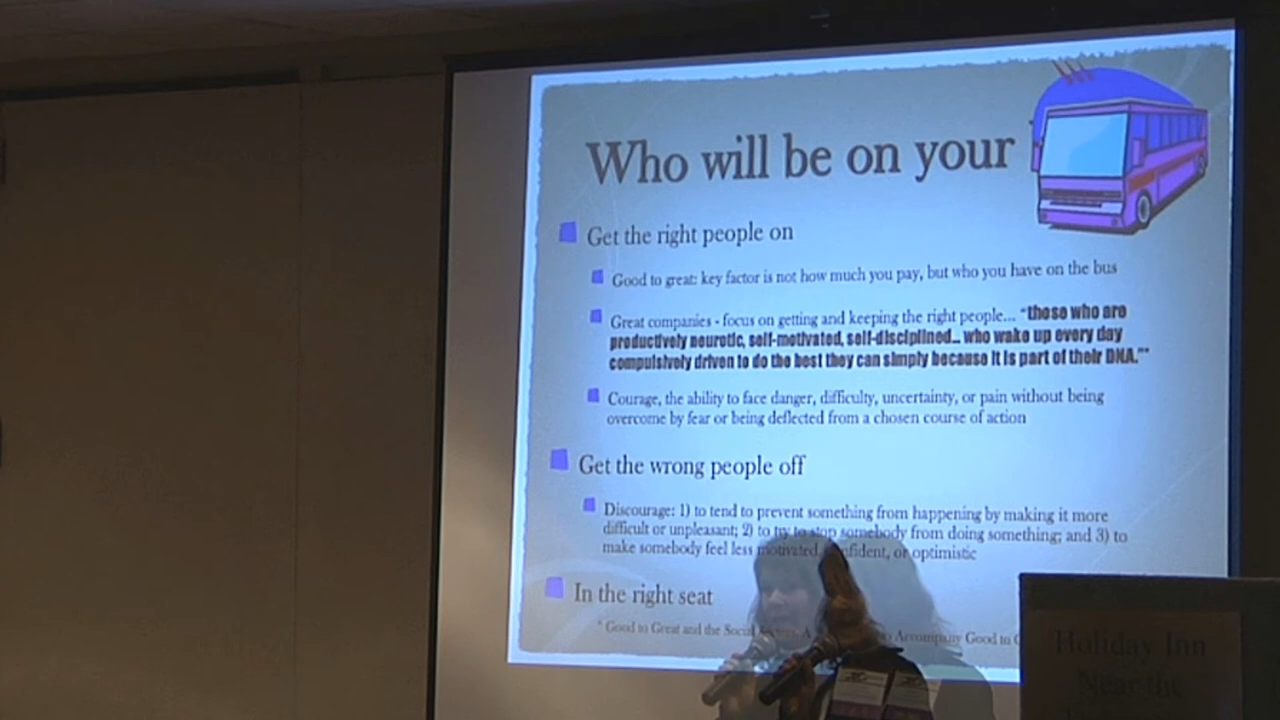 Who will be on your
Get the right people on
Good to great: key factor is not how much you pay, but who you have on the bus
Great companies - focus on getting and keeping the right people... "those who are
productively neurotic, self-motivated, self-disciplined... who wake up every day
compulsively driven to do the best they can simply because it is part of their DNA."*
Courage, the ability to face danger, difficulty, uncertainty, or pain without being
overcome by fear or being deflected from a chosen course of action
Get the wrong people off
Discourage: 1) to tend to prevent something from happening by making it more
difficult or unpleasant; 2) to try to stop somebody from doing something; and 3) to
make somebody feel less motivated, confident, or optimistic
In the right seat
* Good to Great and the Social A Accompany Good to
Holiday Inn
Near the